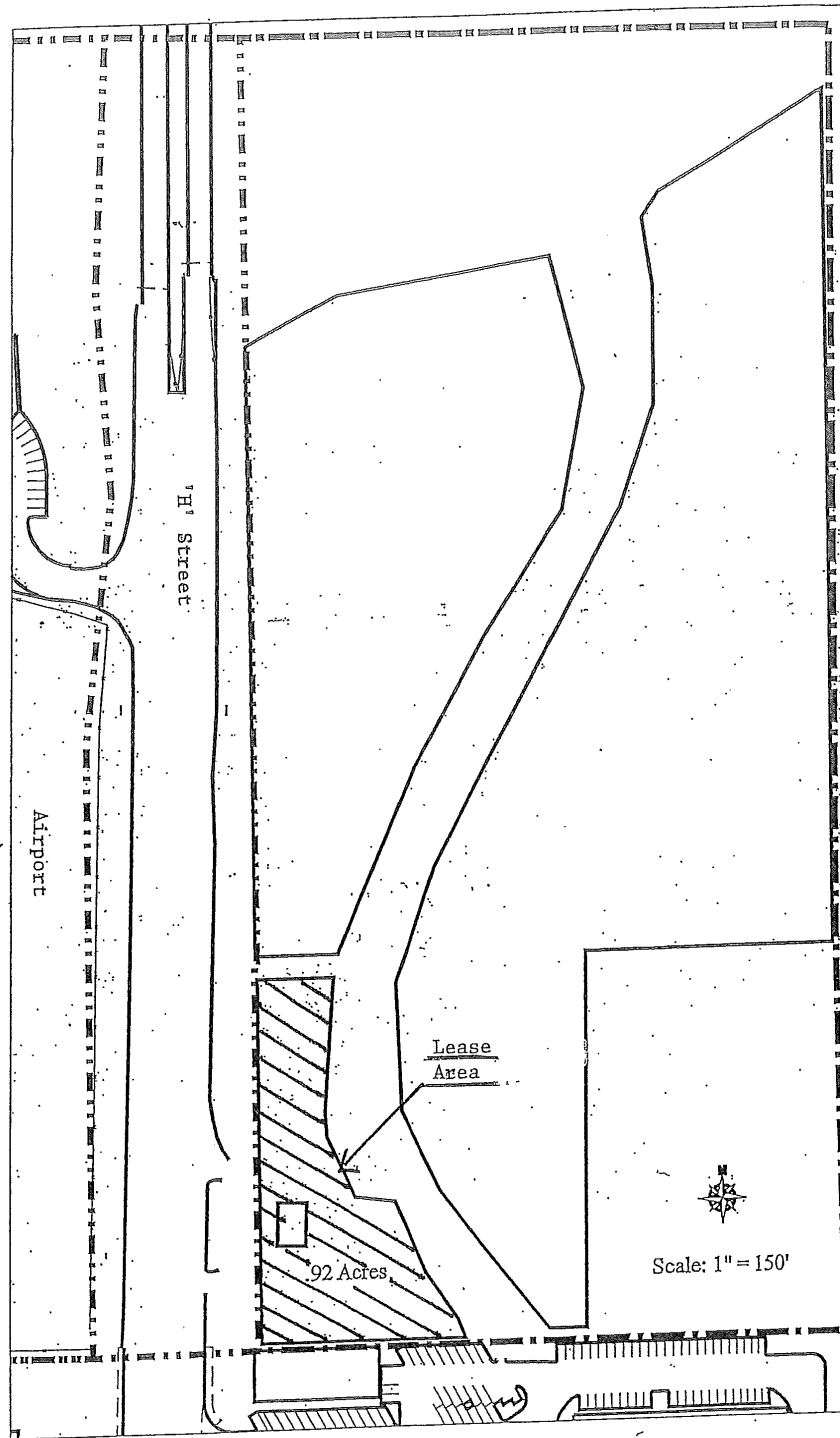 "H" Street
Airport
Lease
Area
N
Scale: 1" = 150'
.92 Acres